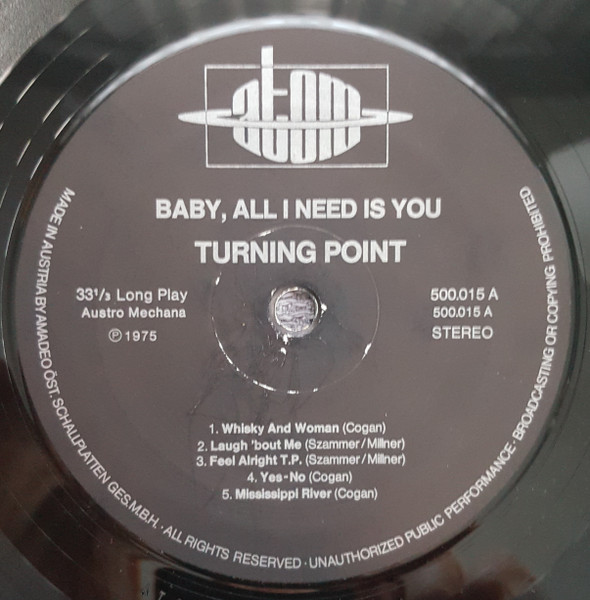 atom
BABY, ALL I NEED IS YOU
TURNING POINT
33¹/₃ Long Play
Austro Mechana
Ⓟ 1975
500.015 A
500.015 A
STEREO
1. Whisky And Woman (Cogan)
2. Laugh 'bout Me (Szammer/Millner)
3. Feel Alright T.P. (Szammer/Millner)
4. Yes-No (Cogan)
5. Mississippi River (Cogan)
MADE IN AUSTRIA BY AMADEO ÖST. SCHALLPLATTEN GES.M.B.H. · ALL RIGHTS RESERVED · UNAUTHORIZED PUBLIC PERFORMANCE · BROADCASTING OR COPYING PROHIBITED